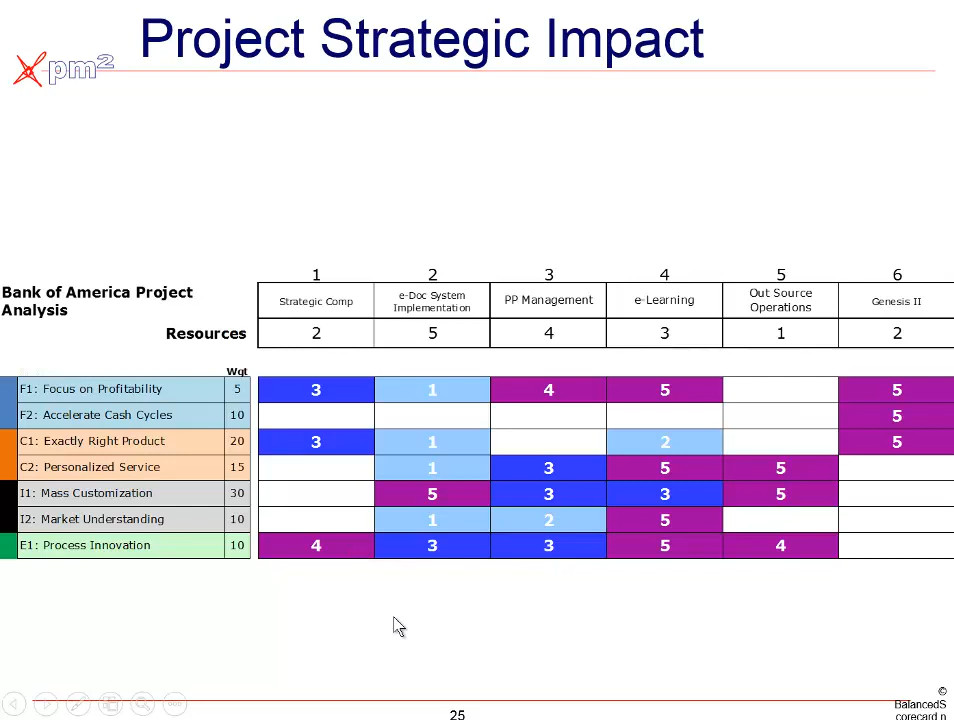 Project Strategic Impact
pm2
1 2 3 4 5 6
Bank of America Project Analysis
Strategic Comp
e-Doc System Implementation
PP Management
e-Learning
Out Source Operations
Genesis II
Resources 2 5 4 3 1 2
Wgt
F1: Focus on Profitability 5 3 1 4 5 5
F2: Accelerate Cash Cycles 10 5
C1: Exactly Right Product 20 3 1 2 5
C2: Personalized Service 15 1 3 5 5
I1: Mass Customization 30 5 3 3 5
I2: Market Understanding 10 1 2 5
E1: Process Innovation 10 4 3 3 5 4
25
©
BalancedS
corecard n